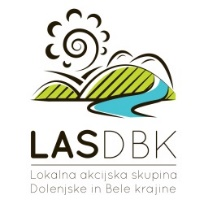 LASDBK
Lokalna akcijska skupina
Dolenjske in Bele krajine